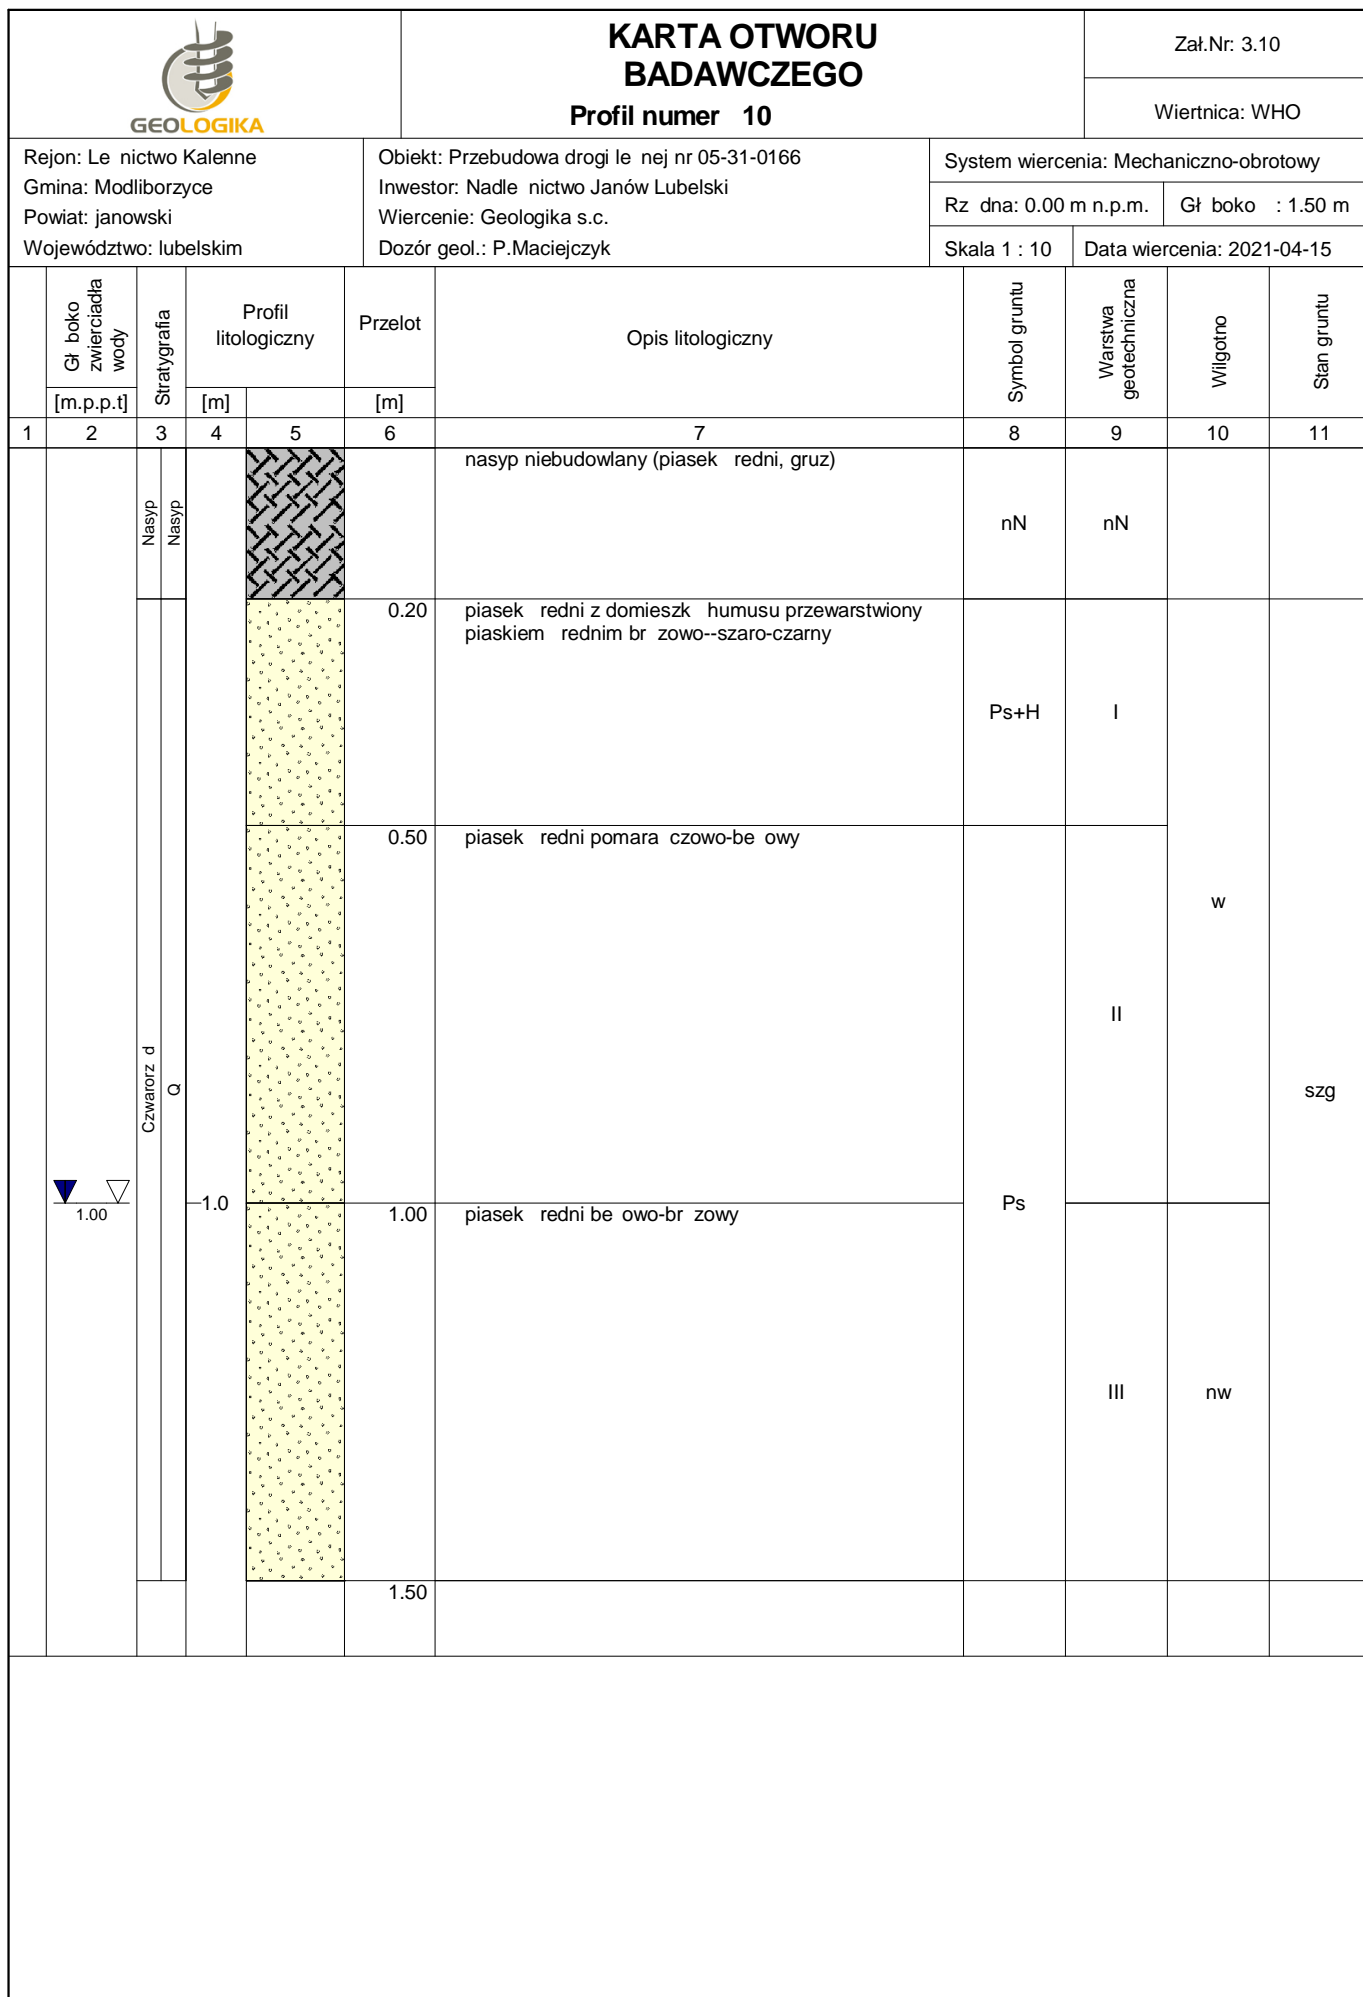 GEOLOGIKA
KARTA OTWORU
BADAWCZEGO
Profil numer 10
Zał.Nr: 3.10
Wiertnica: WHO
Rejon: Le nictwo Kalenne
Gmina: Modliborzyce
Powiat: janowski
Województwo: lubelskim
Obiekt: Przebudowa drogi le nej nr 05-31-0166
Inwestor: Nadle nictwo Janów Lubelski
Wiercenie: Geologika s.c.
Dozór geol.: P.Maciejczyk
System wiercenia: Mechaniczno-obrotowy
Rz dna: 0.00 m n.p.m.
Gł boko : 1.50 m
Skala 1 : 10
Data wiercenia: 2021-04-15
Gł boko
zwierciadła
wody
[m.p.p.t]
Stratygrafia
Profil
litologiczny
[m]
Przelot
[m]
Opis litologiczny
Symbol gruntu
Warstwa
geotechniczna
Wilgotno
Stan gruntu
1 2 3 4 5 6 7 8 9 10 11
Nasyp
Nasyp
nasyp niebudowlany (piasek redni, gruz)
nN
nN
0.20
piasek redni z domieszk humusu przewarstwiony
piaskiem rednim br zowo--szaro-czarny
Ps+H
I
0.50
piasek redni pomara czowo-be owy
w
II
Czwarorz d
Q
szg
1.00
1.0
1.00
piasek redni be owo-br zowy
Ps
III
nw
1.50